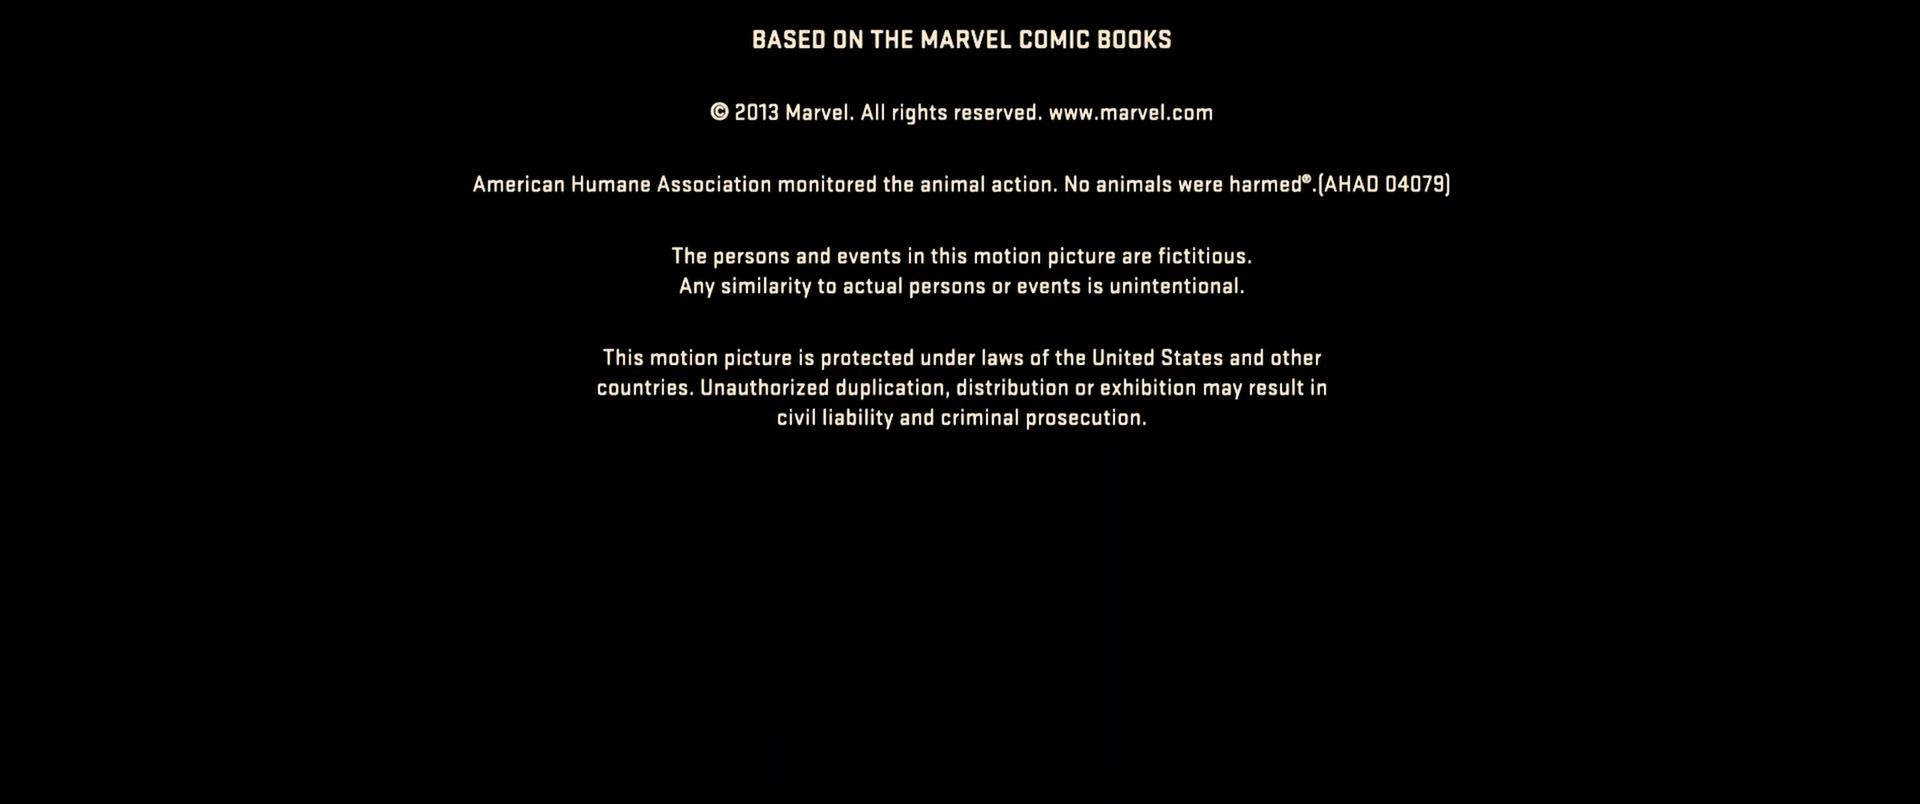 BASED ON THE MARVEL COMIC BOOKS
© 2013 Marvel. All rights reserved. www.marvel.com
American Humane Association monitored the animal action. No animals were harmed®.(AHAD 04079)
The persons and events in this motion picture are fictitious.
Any similarity to actual persons or events is unintentional.
This motion picture is protected under laws of the United States and other
countries. Unauthorized duplication, distribution or exhibition may result in
civil liability and criminal prosecution.